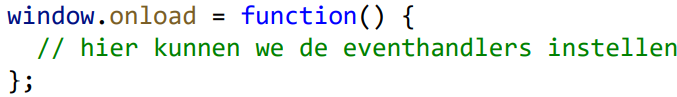 window.onload = function() {
  // hier kunnen we de eventhandlers instellen
};